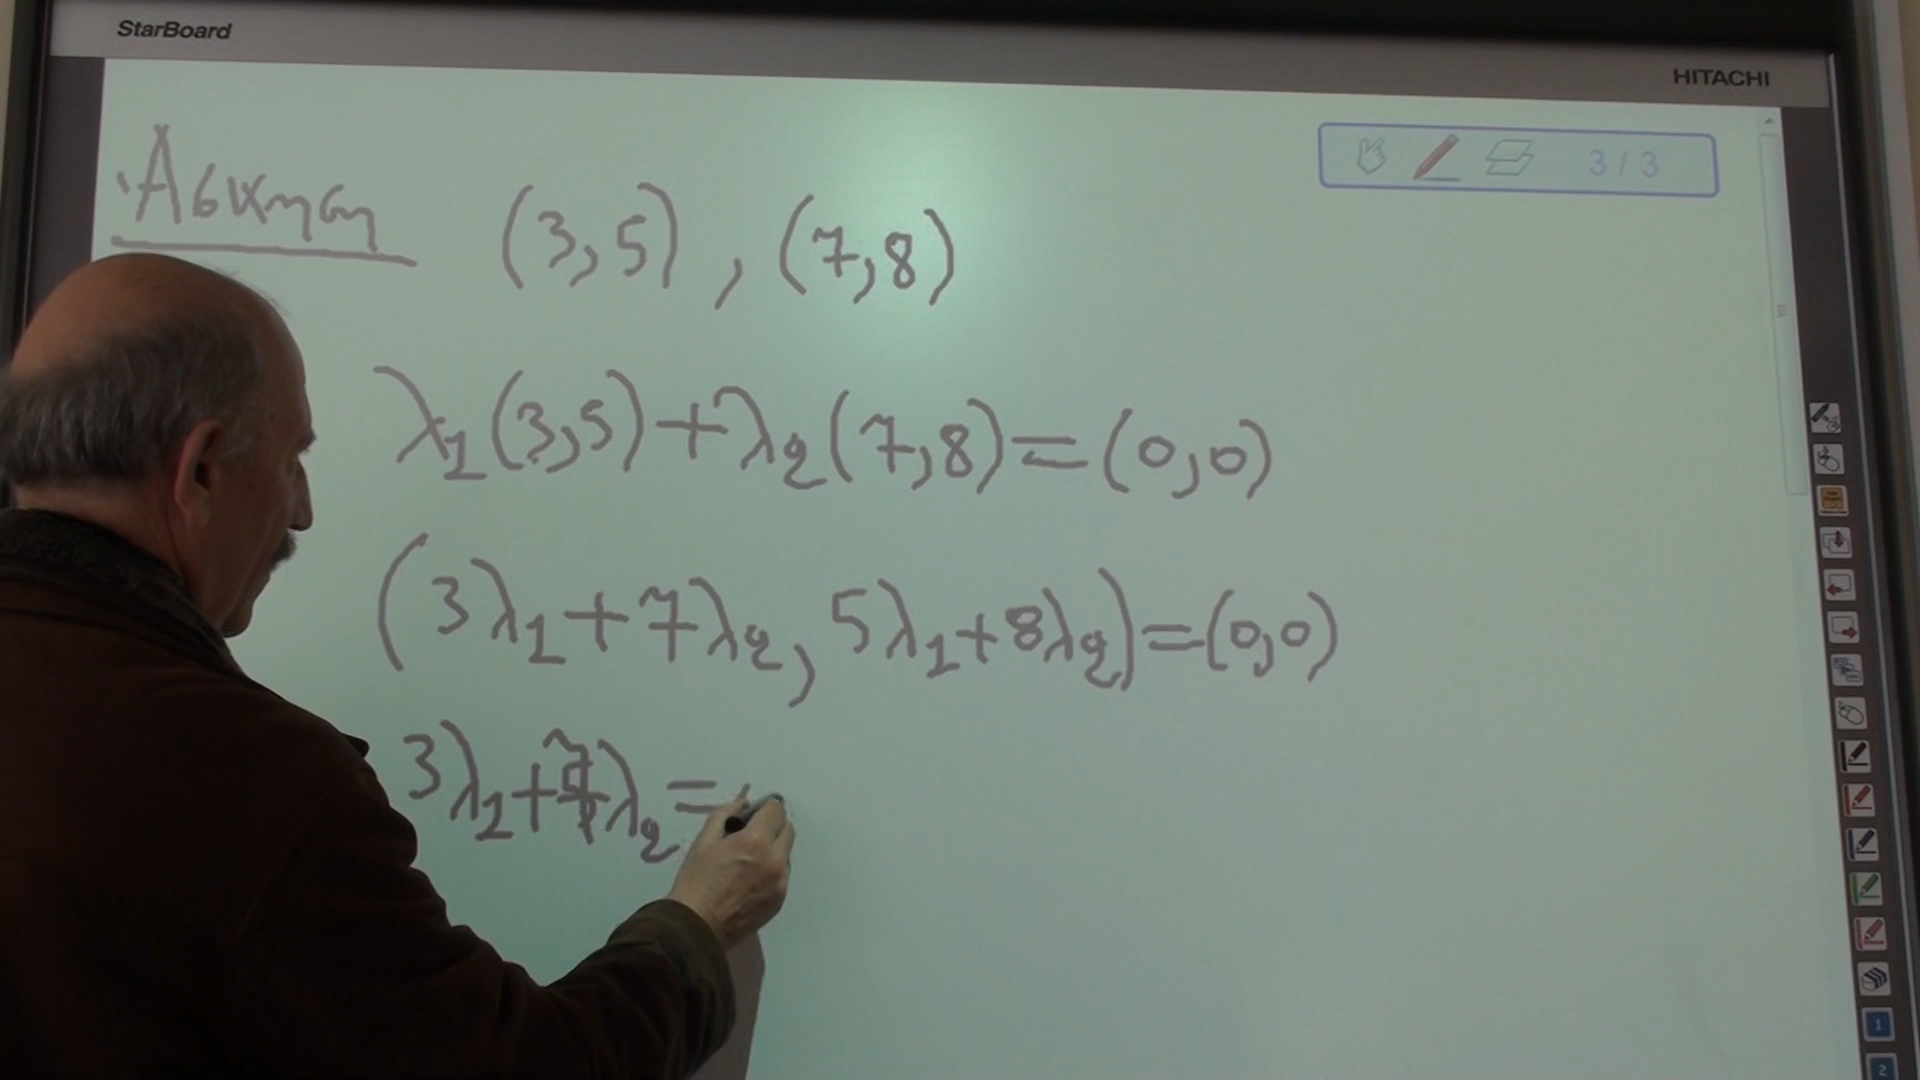 StarBoard
HITACHI
3 / 3
(3,5) , (7,8)
λ1(3,5)+λ2(7,8)=(0,0)
(3λ1+7λ2, 5λ1+8λ2)=(0,0)
3λ1+7λ2=
1
2